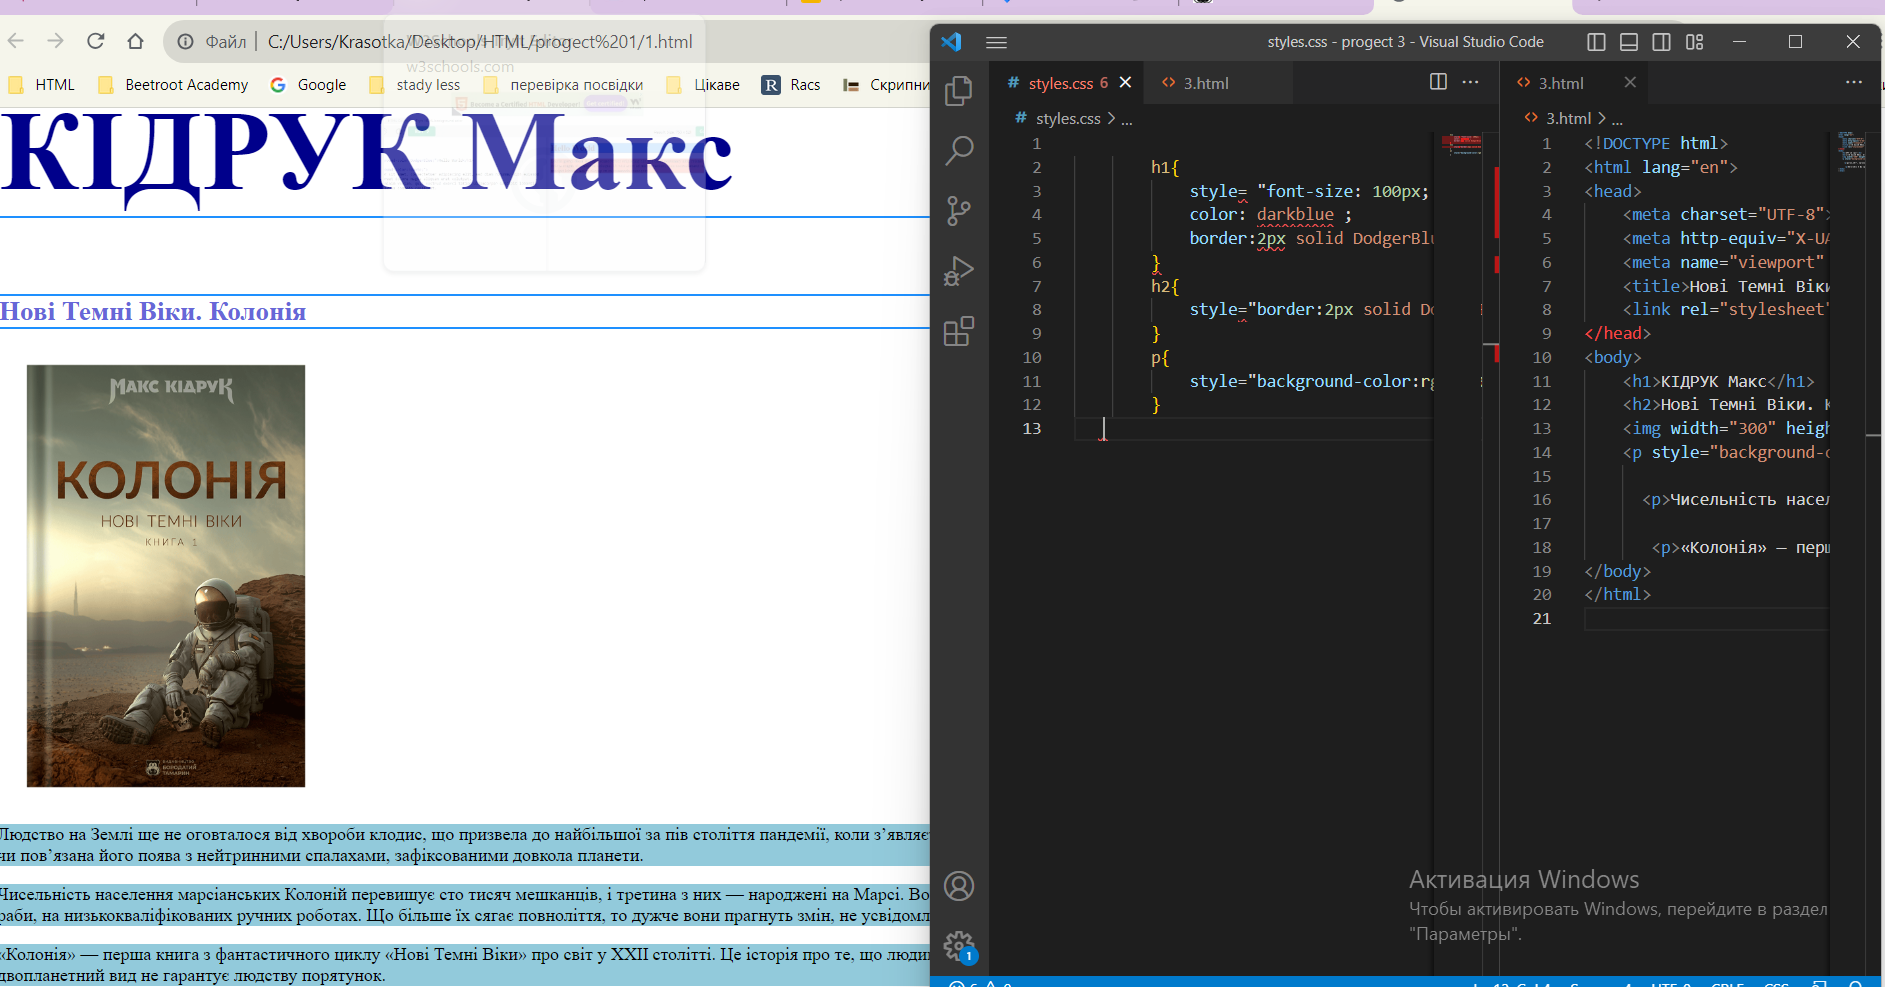 Файл
C:/Users/Krasotka/Desktop/HTML/progect%201/1.html
w3schools.com
HTML
Beetroot Academy
Google
stady less
перевірка посвідки
Цікаве
R Racs
Скрипни
КІДРУК Макс
Нові Темні Віки. Колонія
МАКС КІДРУК
КОЛОНІЯ
НОВІ ТЕМНІ ВІКИ
КНИГА 1
Людство на Землі ще не оговталося від хвороби клодис, що призвела до найбільшої за пів століття пандемії, коли з’являєт
чи пов’язана його поява з нейтринними спалахами, зафіксованими довкола планети.
Чисельність населення марсіанських Колоній перевищує сто тисяч мешканців, і третина з них — народжені на Марсі. Во
раби, на низькокваліфікованих ручних роботах. Що більше їх сягає повноліття, то дужче вони прагнуть змін, не усвідомл
«Колонія» — перша книга з фантастичного циклу «Нові Темні Віки» про світ у XXII столітті. Це історія про те, що люди
двопланетний вид не гарантує людству порятунок.
styles.css - progect 3 - Visual Studio Code
# styles.css 6
<> 3.html
# styles.css > ...
1
2 h1{
3 style= "font-size: 100px;
4 color: darkblue ;
5 border:2px solid DodgerBlu
6 }
7 h2{
8 style="border:2px solid Do
9 }
10 p{
11 style="background-color:rg
12 }
13
<> 3.html
<> 3.html > ...
1 <!DOCTYPE html>
2 <html lang="en">
3 <head>
4 <meta charset="UTF-8">
5 <meta http-equiv="X-UA
6 <meta name="viewport"
7 <title>Нові Темні Віки
8 <link rel="stylesheet"
9 </head>
10 <body>
11 <h1>КІДРУК Макс</h1>
12 <h2>Нові Темні Віки. К
13 <img width="300" heigh
14 <p style="background-c
15
16 <p>Чисельність насел
17
18 <p>«Колонія» — перш
19 </body>
20 </html>
21
1
Активация Windows
Чтобы активировать Windows, перейдите в раздел
"Параметры".